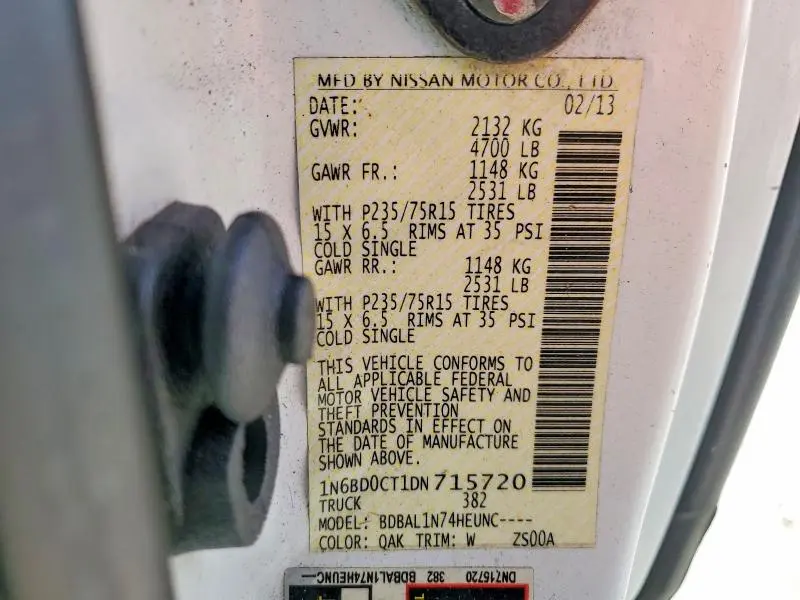 MFD BY NISSAN MOTOR CO., LTD.
DATE: 02/13
GVWR: 2132 KG
4700 LB
GAWR FR.: 1148 KG
2531 LB
WITH P235/75R15 TIRES
15 X 6.5 RIMS AT 35 PSI
COLD SINGLE
GAWR RR.: 1148 KG
2531 LB
WITH P235/75R15 TIRES
15 X 6.5 RIMS AT 35 PSI
COLD SINGLE
THIS VEHICLE CONFORMS TO
ALL APPLICABLE FEDERAL
MOTOR VEHICLE SAFETY AND
THEFT PREVENTION
STANDARDS IN EFFECT ON
THE DATE OF MANUFACTURE
SHOWN ABOVE.
1N6BD0CT1DN715720
TRUCK 382
MODEL: BDBAL1N74HEUNC----
COLOR: QAK TRIM: W ZS00A
DN715720 382 BDBAL1N74HEUNC—